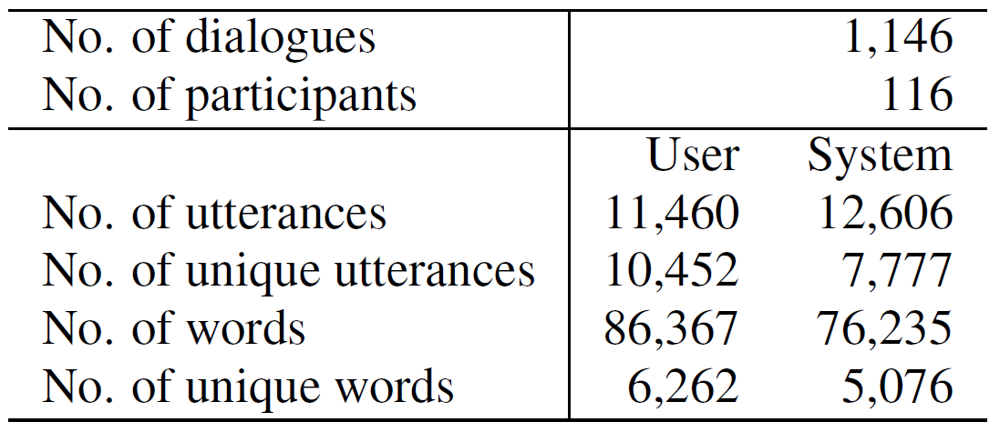 No. of dialogues 1,146
No. of participants 116
User System
No. of utterances 11,460 12,606
No. of unique utterances 10,452 7,777
No. of words 86,367 76,235
No. of unique words 6,262 5,076